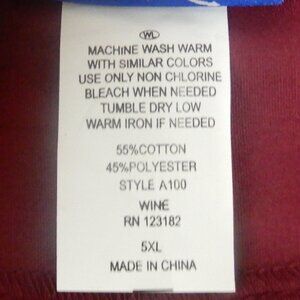 WL
MACHINE WASH WARM
WITH SIMILAR COLORS
USE ONLY NON CHLORINE
BLEACH WHEN NEEDED
TUMBLE DRY LOW
WARM IRON IF NEEDED
55%COTTON
45%POLYESTER
STYLE A100
WINE
RN 123182
5XL
MADE IN CHINA